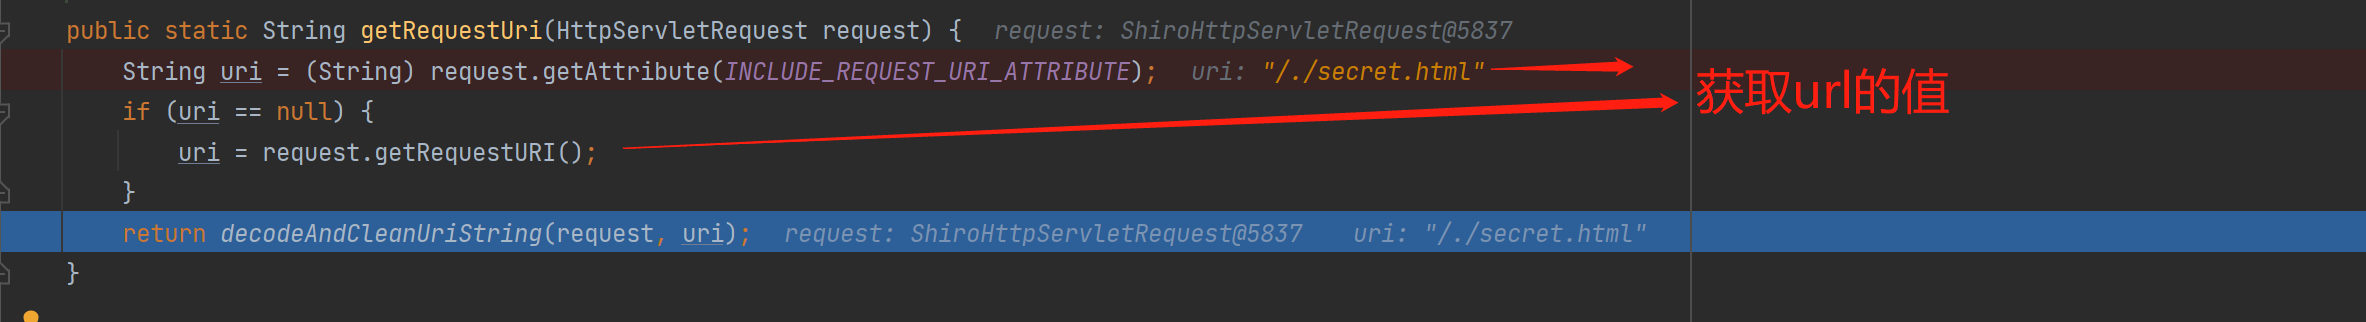 public static String getRequestUri(HttpServletRequest request) {  request: ShiroHttpServletRequest@5837
String uri = (String) request.getAttribute(INCLUDE_REQUEST_URI_ATTRIBUTE);  uri: "/./secret.html"
获取url的值
if (uri == null) {
uri = request.getRequestURI();
}
return decodeAndCleanUriString(request, uri);  request: ShiroHttpServletRequest@5837  uri: "/./secret.html"
}